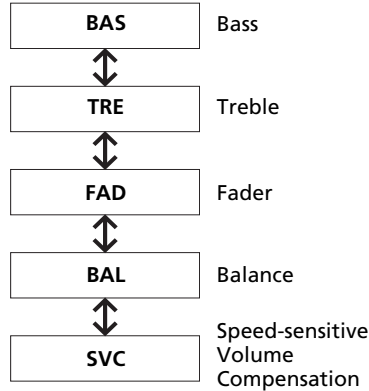 BAS Bass
TRE Treble
FAD Fader
BAL Balance
SVC Speed-sensitive
Volume
Compensation